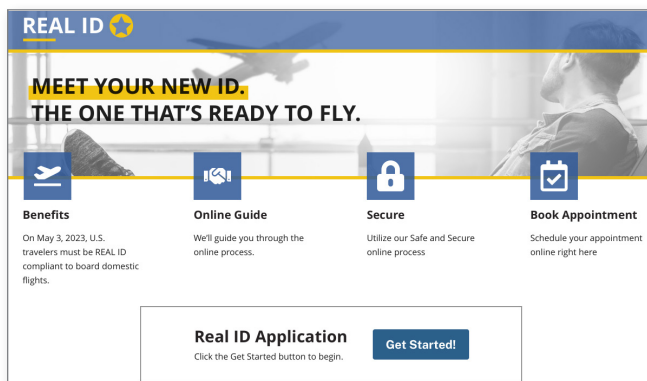 REAL ID
MEET YOUR NEW ID.
THE ONE THAT'S READY TO FLY.
Benefits
On May 3, 2023, U.S.
travelers must be REAL ID
compliant to board domestic
flights.
Online Guide
We'll guide you through the
online process.
Secure
Utilize our Safe and Secure
online process
Book Appointment
Schedule your appointment
online right here
Real ID Application
Click the Get Started button to begin.
Get Started!